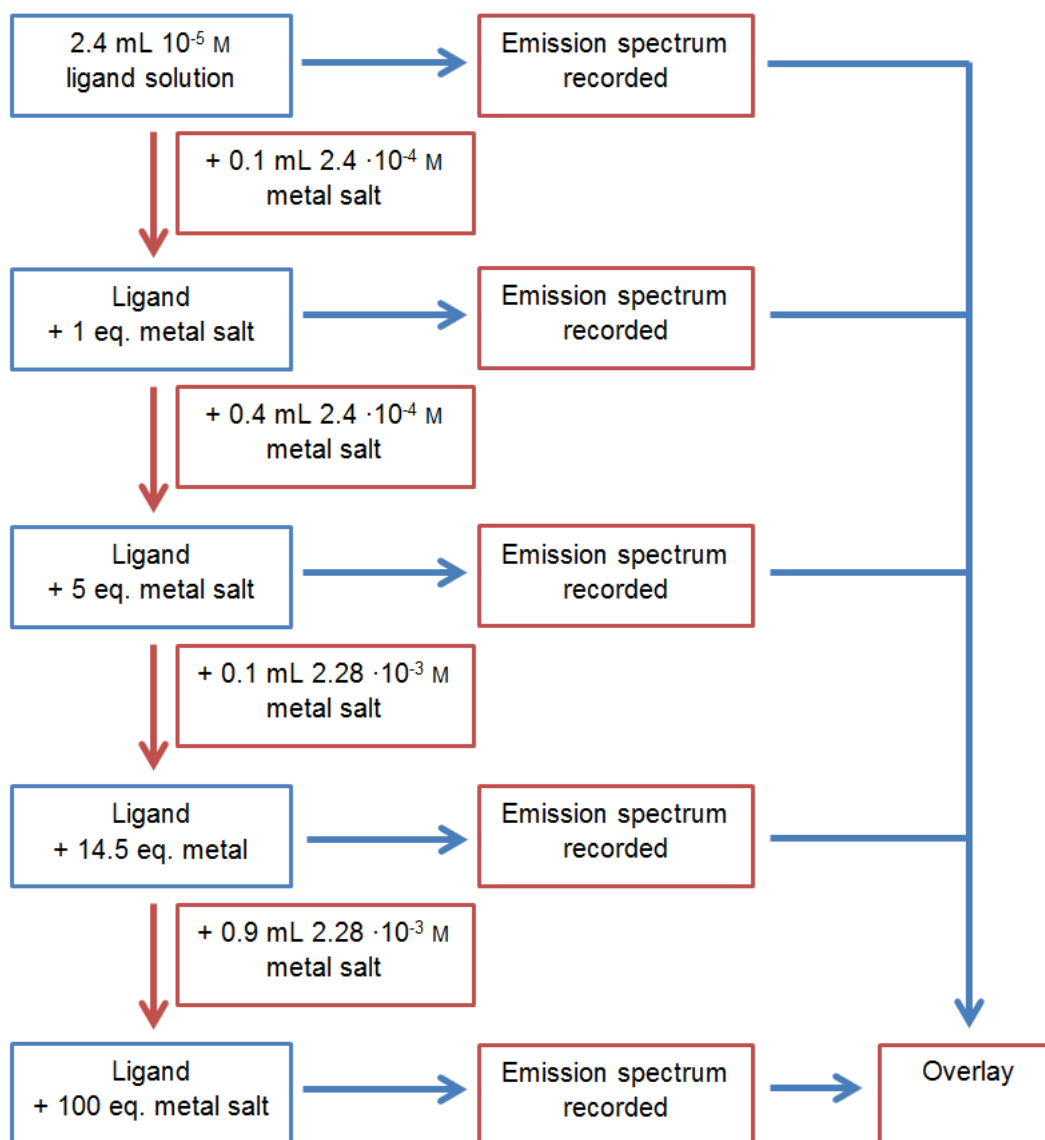 2.4 mL 10⁻⁵ M
ligand solution
Emission spectrum
recorded
+ 0.1 mL 2.4 ·10⁻⁴ M
metal salt
Ligand
+ 1 eq. metal salt
Emission spectrum
recorded
+ 0.4 mL 2.4 ·10⁻⁴ M
metal salt
Ligand
+ 5 eq. metal salt
Emission spectrum
recorded
+ 0.1 mL 2.28 ·10⁻³ M
metal salt
Ligand
+ 14.5 eq. metal
Emission spectrum
recorded
+ 0.9 mL 2.28 ·10⁻³ M
metal salt
Ligand
+ 100 eq. metal salt
Emission spectrum
recorded
Overlay